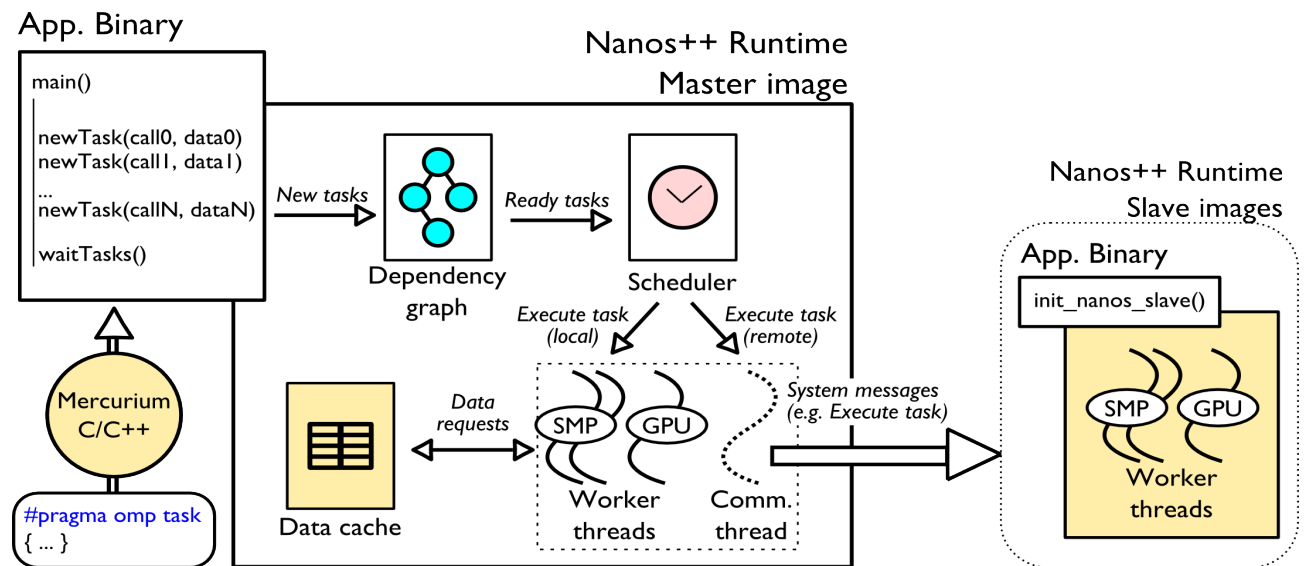 App. Binary
main()
newTask(call0, data0)
newTask(call1, data1)
...
newTask(callN, dataN)
waitTasks()
Mercurium
C/C++
#pragma omp task
{ ... }
Nanos++ Runtime
Master image
New tasks
Dependency
graph
Ready tasks
Scheduler
Execute task
(local)
Execute task
(remote)
Data cache
Data
requests
SMP
GPU
Worker
threads
Comm.
thread
System messages
(e.g. Execute task)
Nanos++ Runtime
Slave images
App. Binary
init_nanos_slave()
SMP
GPU
Worker
threads